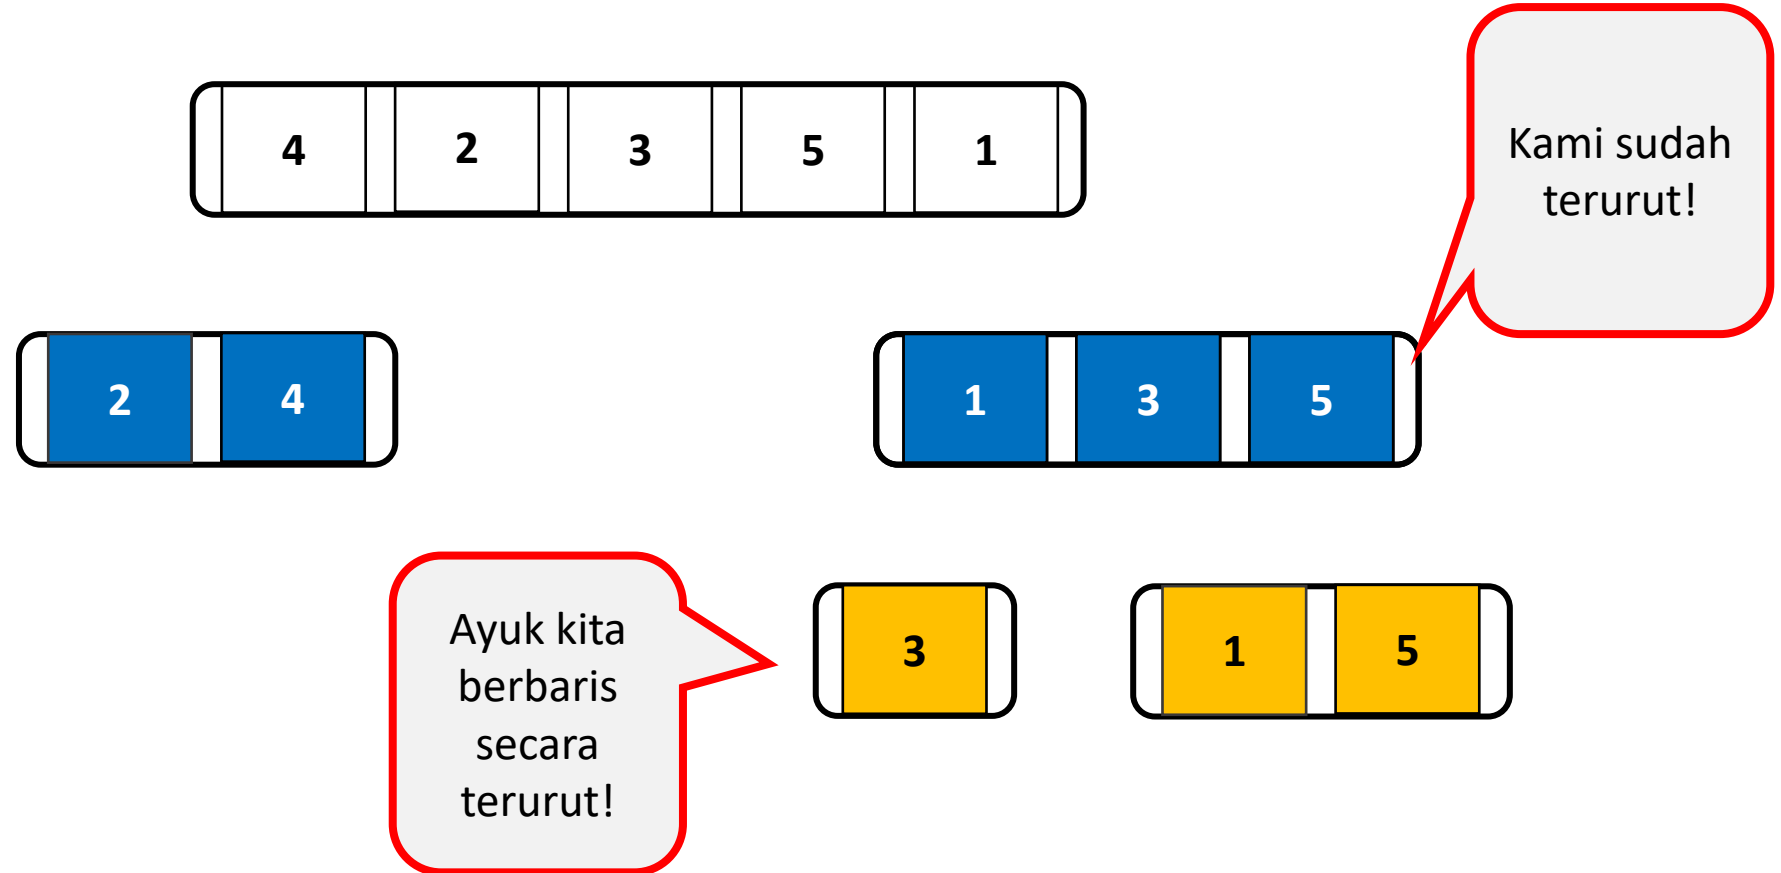 4 2 3 5 1
Kami sudah
terurut!
2 4
1 3 5
Ayuk kita
berbaris
secara
terurut!
3
1 5